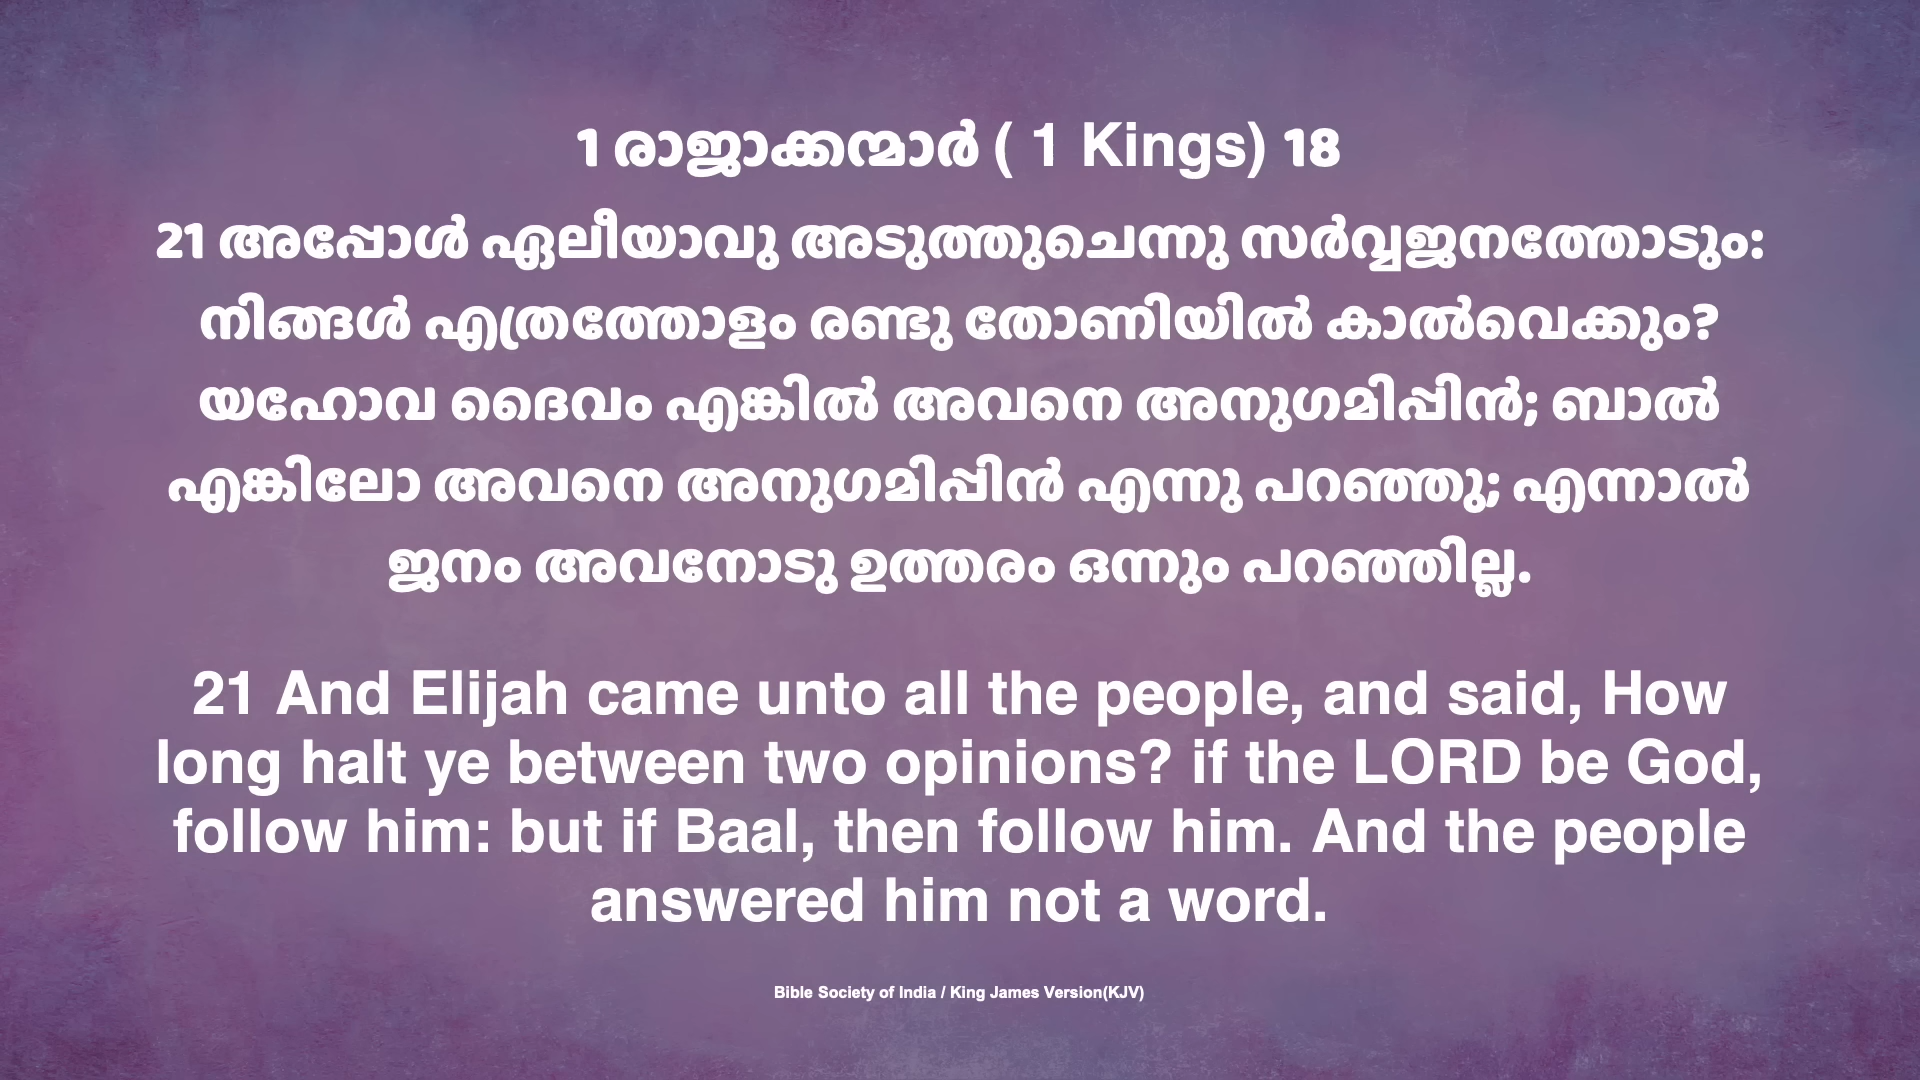 1 രാജാക്കന്മാർ ( 1 Kings) 18
21 അപ്പോൾ ഏലീയാവു അടുത്തുചെന്നു സർവ്വജനത്തോടും:
നിങ്ങൾ എത്രത്തോളം രണ്ടു തോണിയിൽ കാൽവെക്കും?
യഹോവ ദൈവം എങ്കിൽ അവനെ അനുഗമിപ്പിൻ; ബാൽ
എങ്കിലോ അവനെ അനുഗമിപ്പിൻ എന്നു പറഞ്ഞു; എന്നാൽ
ജനം അവനോടു ഉത്തരം ഒന്നും പറഞ്ഞില്ല.
21 And Elijah came unto all the people, and said, How
long halt ye between two opinions? if the LORD be God,
follow him: but if Baal, then follow him. And the people
answered him not a word.
Bible Society of India / King James Version(KJV)